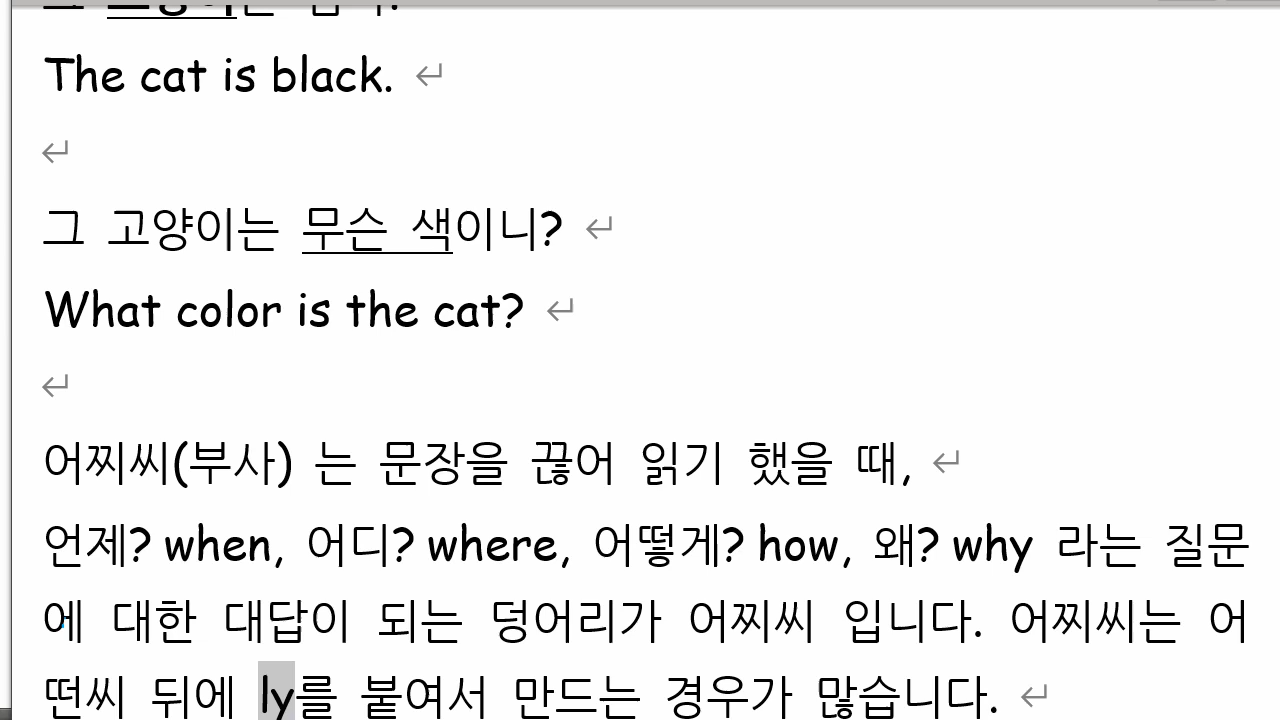 The cat is black.
그 고양이는 무슨 색이니?
What color is the cat?
어찌씨(부사) 는 문장을 끊어 읽기 했을 때,
언제? when, 어디? where, 어떻게? how, 왜? why 라는 질문
에 대한 대답이 되는 덩어리가 어찌씨 입니다. 어찌씨는 어
떤씨 뒤에 ly를 붙여서 만드는 경우가 많습니다.